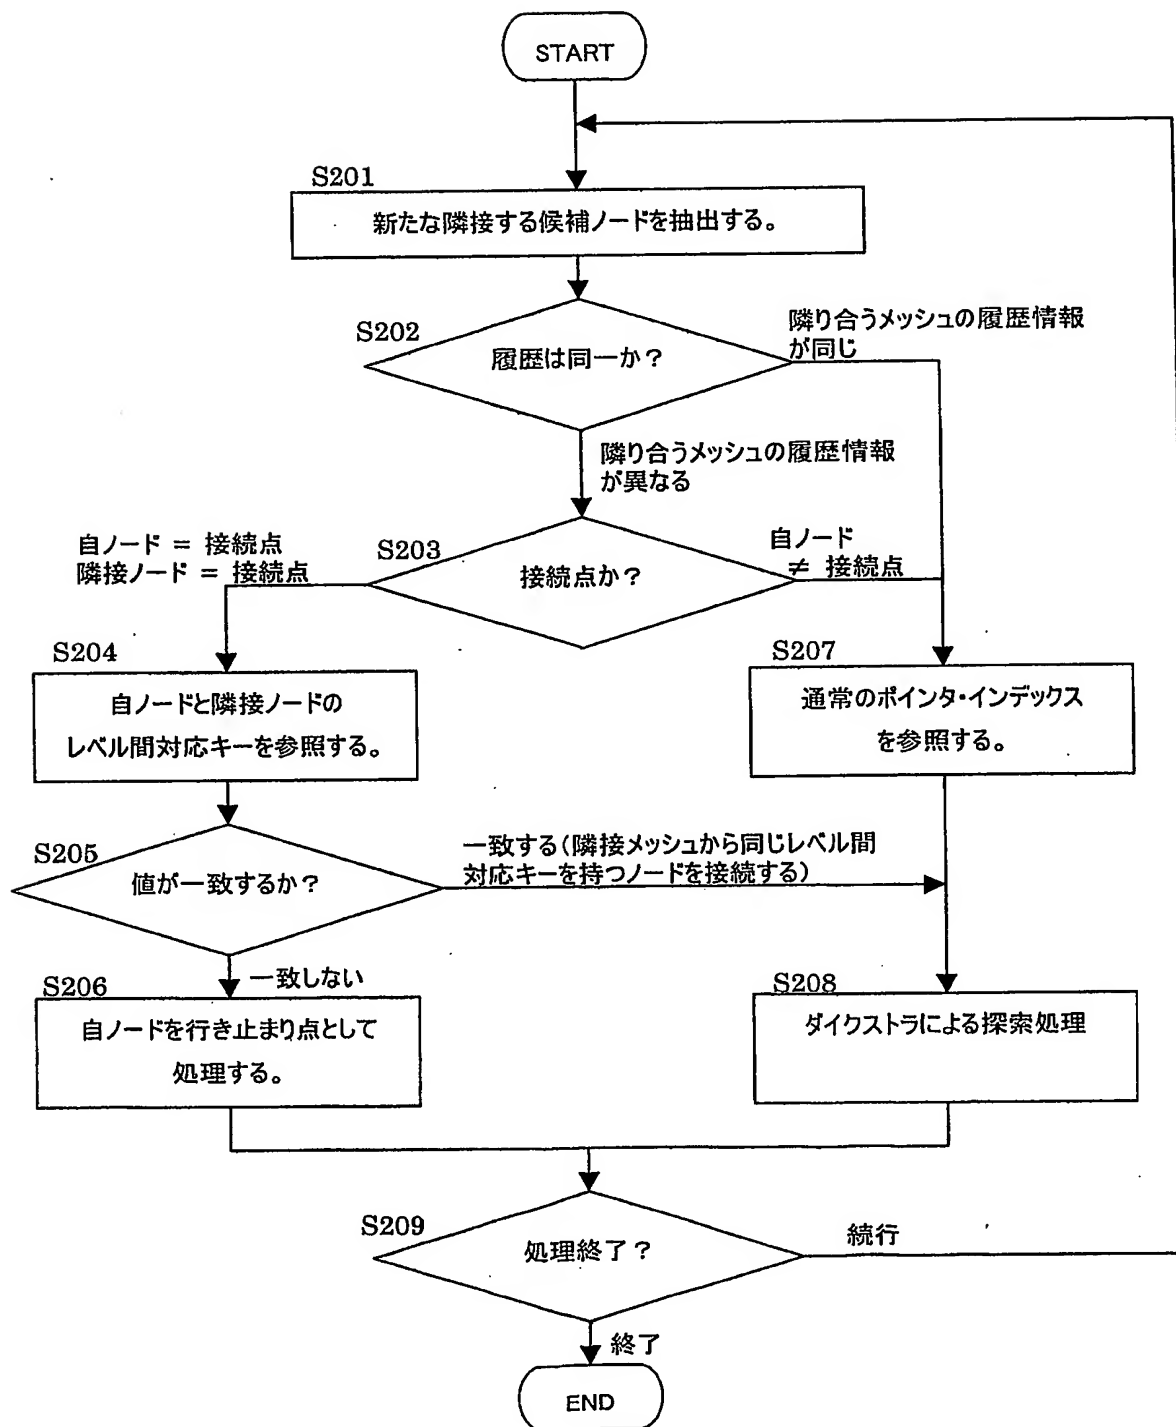 START
S201
新たな隣接する候補ノードを抽出する。
S202
履歴は同一か？
隣り合うメッシュの履歴情報
が同じ
隣り合うメッシュの履歴情報
が異なる
自ノード = 接続点
隣接ノード = 接続点
S203
接続点か？
自ノード
≠ 接続点
S204
自ノードと隣接ノードの
レベル間対応キーを参照する。
S207
通常のポインタ・インデックス
を参照する。
S205
値が一致するか？
一致する（隣接メッシュから同じレベル間
対応キーを持つノードを接続する）
一致しない
S206
自ノードを行き止まり点として
処理する。
S208
ダイクストラによる探索処理
S209
処理終了？
続行
終了
END